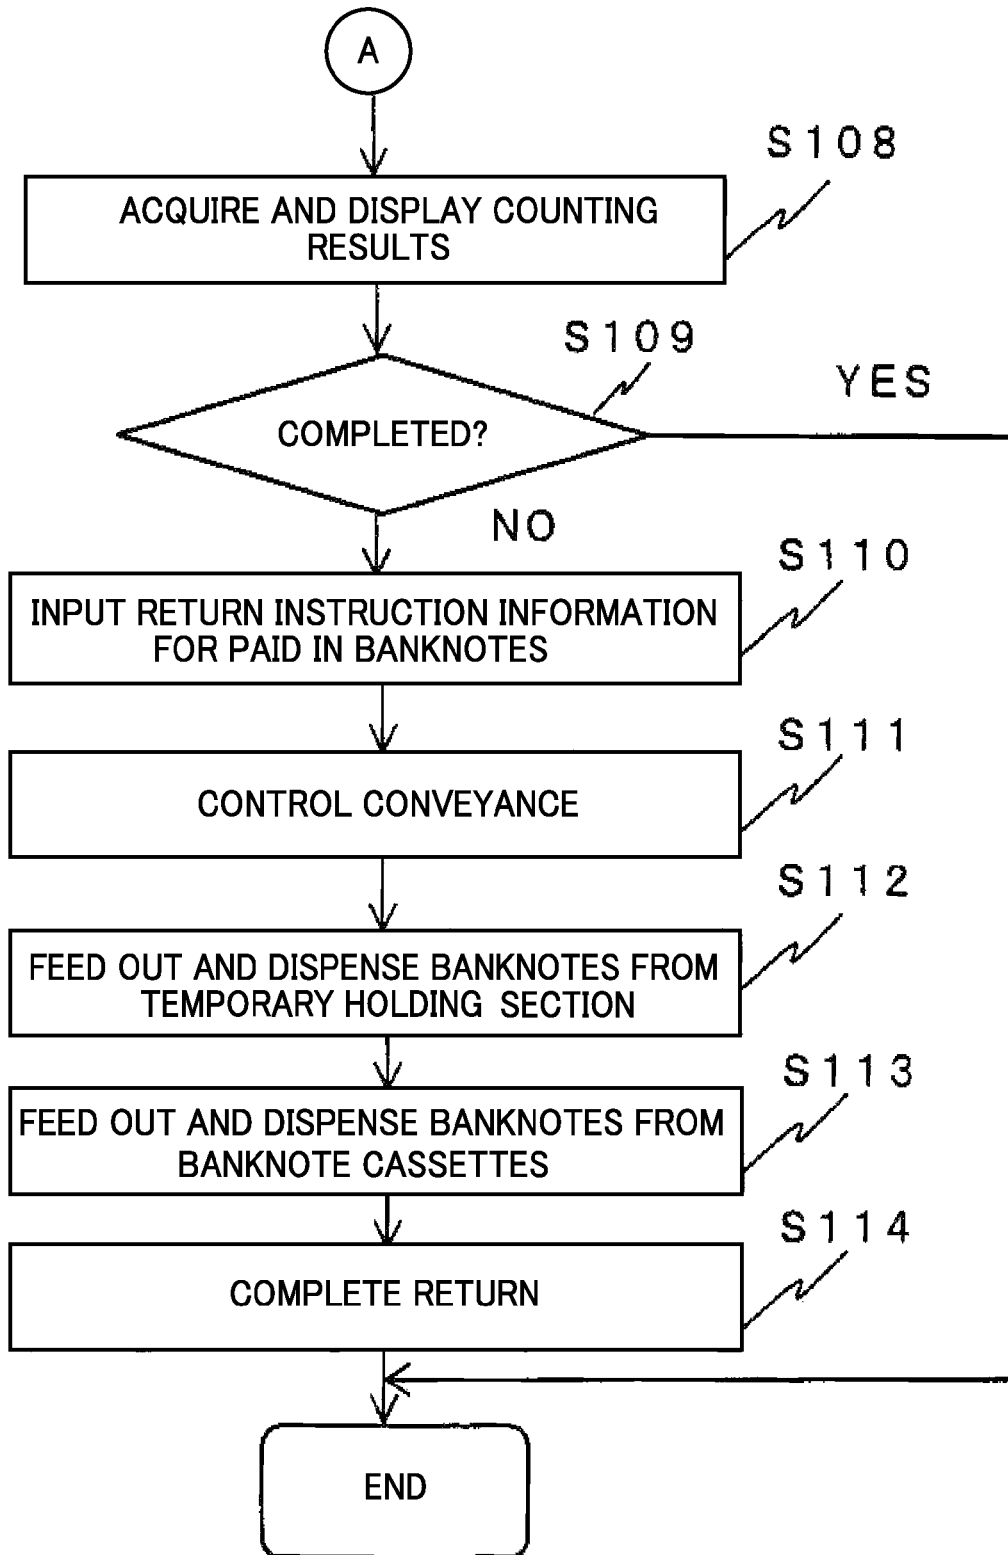 A
S108
ACQUIRE AND DISPLAY COUNTING
RESULTS
S109
YES
COMPLETED?
NO
S110
INPUT RETURN INSTRUCTION INFORMATION
FOR PAID IN BANKNOTES
S111
CONTROL CONVEYANCE
S112
FEED OUT AND DISPENSE BANKNOTES FROM
TEMPORARY HOLDING SECTION
S113
FEED OUT AND DISPENSE BANKNOTES FROM
BANKNOTE CASSETTES
S114
COMPLETE RETURN
END